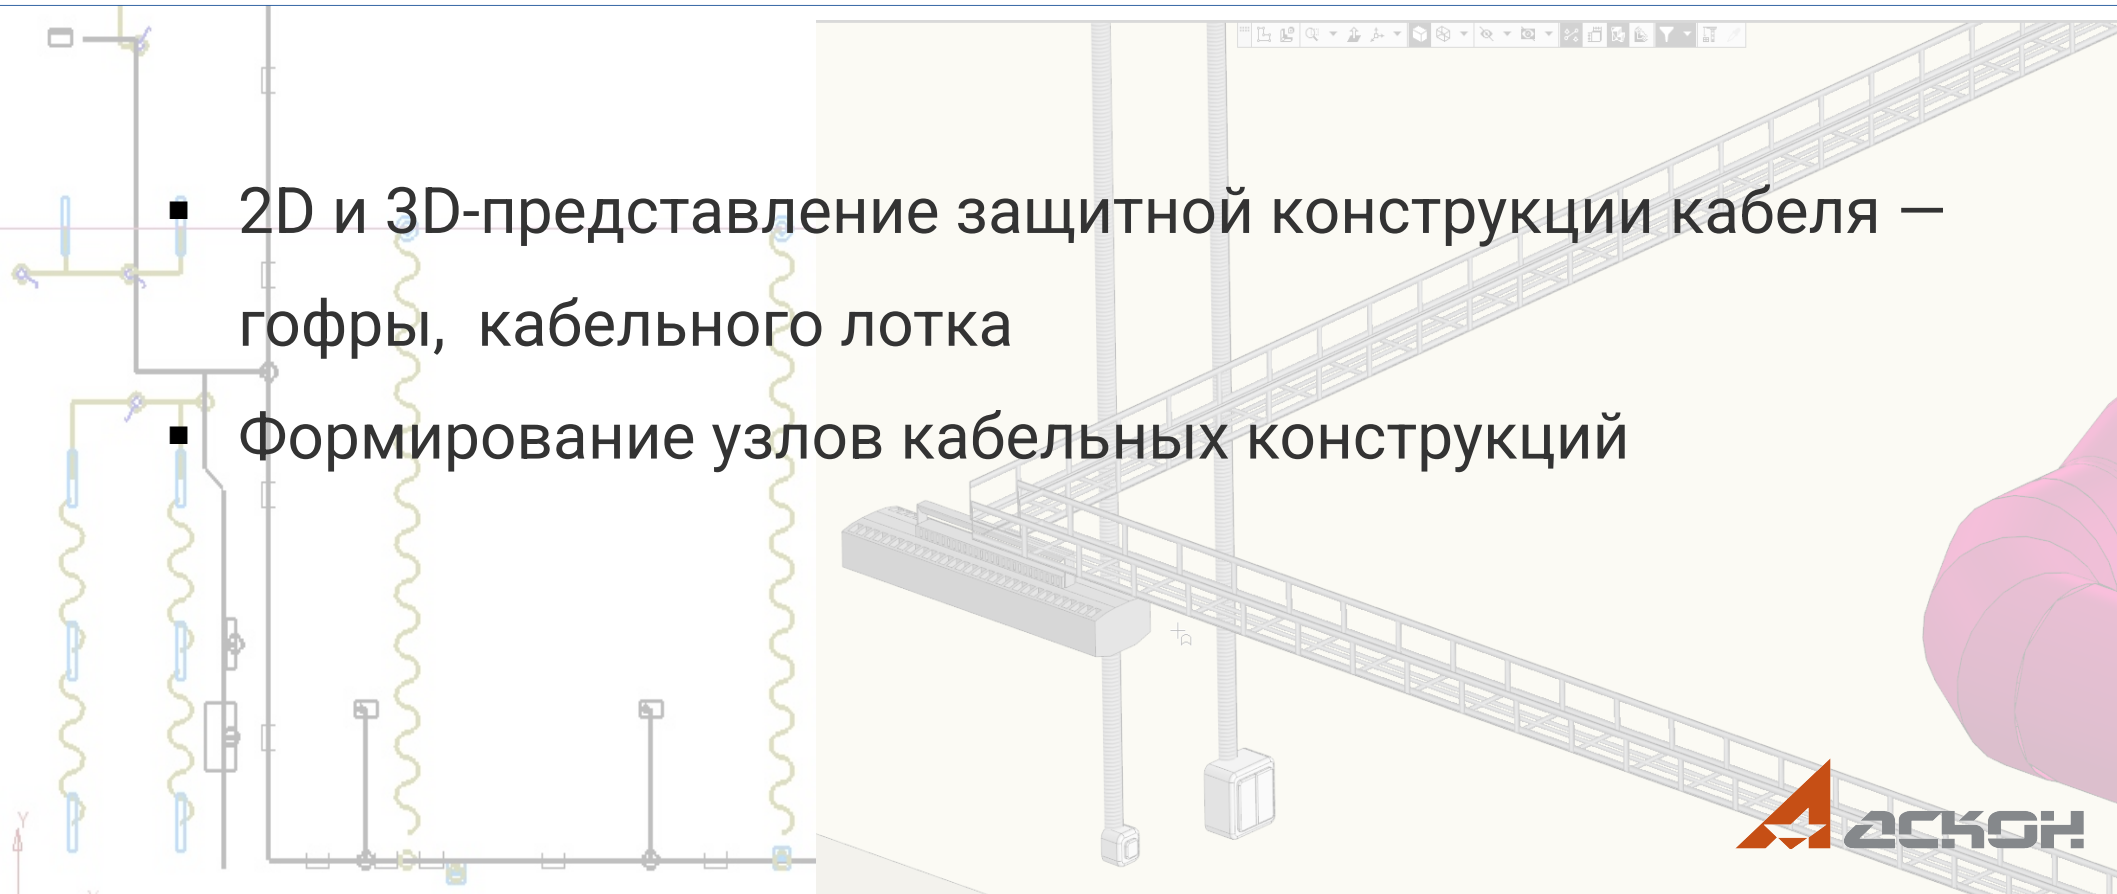 ▪ 2D и 3D-представление защитной конструкции кабеля —
гофры, кабельного лотка
▪ Формирование узлов кабельных конструкций
Y
АСКОН